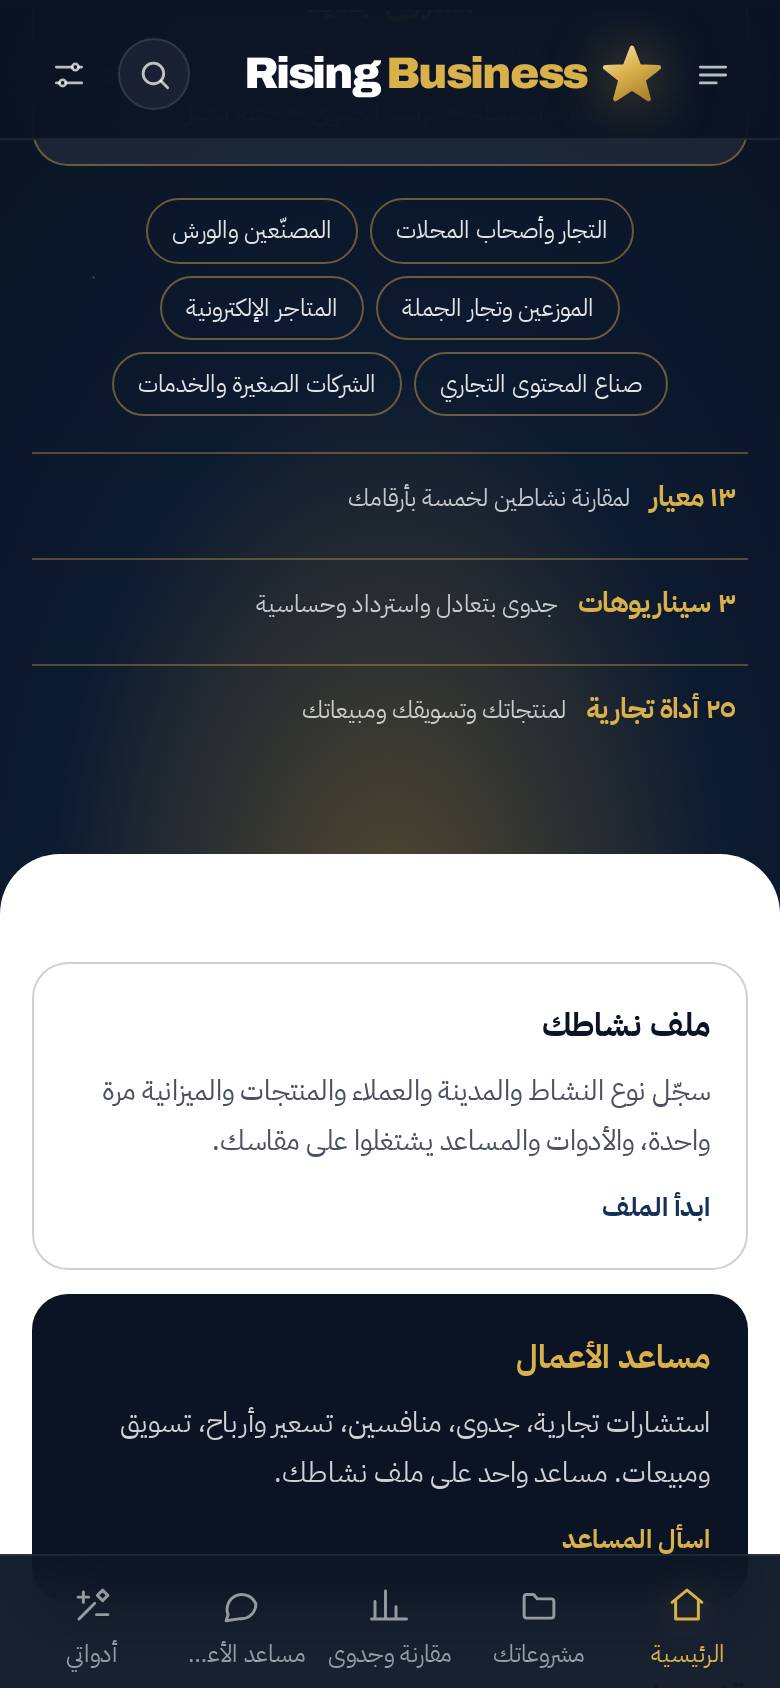 Rising Business
التجار وأصحاب المحلات
المصنّعين والورش
الموزعين وتجار الجملة
المتاجر الإلكترونية
صناع المحتوى التجاري
الشركات الصغيرة والخدمات
١٣ معيار لمقارنة نشاطين لخمسة بأرقامك
٣ سيناريوهات جدوى بتعادل واسترداد وحساسية
٢٥ أداة تجارية لمنتجاتك وتسويقك ومبيعاتك
ملف نشاطك
سجّل نوع النشاط والمدينة والعملاء والمنتجات والميزانية مرة
واحدة، والأدوات والمساعد يشتغلوا على مقاسك.
ابدأ الملف
مساعد الأعمال
استشارات تجارية، جدوى، منافسين، تسعير وأرباح، تسويق
ومبيعات. مساعد واحد على ملف نشاطك.
اسأل المساعد
الرئيسية
مشروعاتك
مقارنة وجدوى
مساعد الأع...
أدواتي